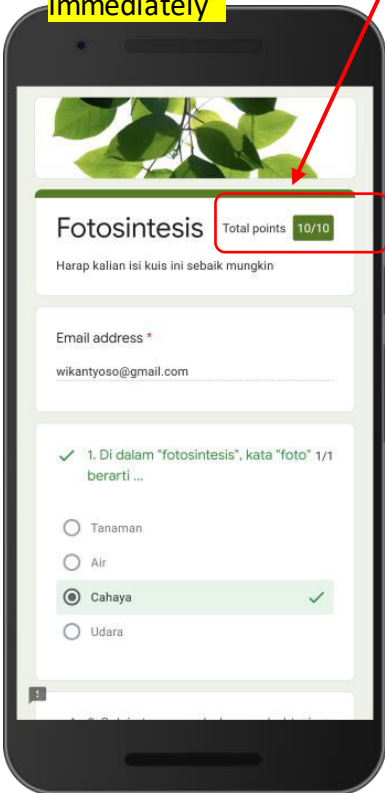 immediately
Fotosintesis Total points 10/10
Harap kalian isi kuis ini sebaik mungkin
Email address *
wikantyoso@gmail.com
1. Di dalam "fotosintesis", kata "foto" 1/1
berarti ...
Tanaman
Air
Cahaya
Udara